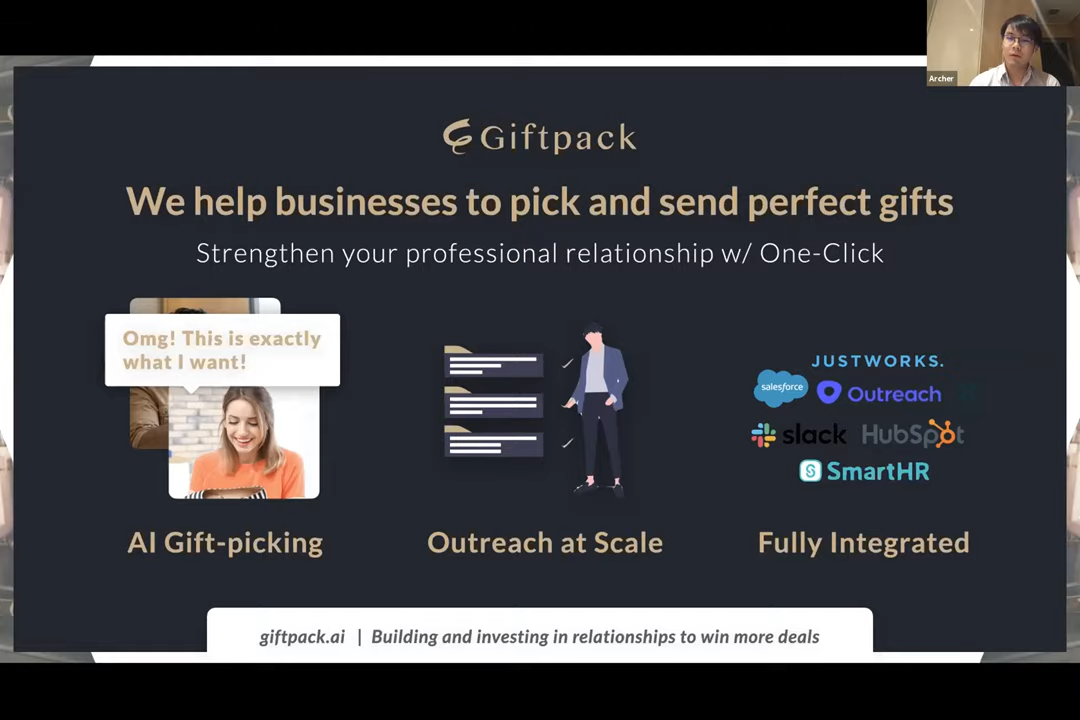 Archer
Giftpack
We help businesses to pick and send perfect gifts
Strengthen your professional relationship w/ One-Click
Omg! This is exactly
what I want!
JUSTWORKS.
salesforce
Outreach
slack
HubSpot
S SmartHR
AI Gift-picking
Outreach at Scale
Fully Integrated
giftpack.ai | Building and investing in relationships to win more deals